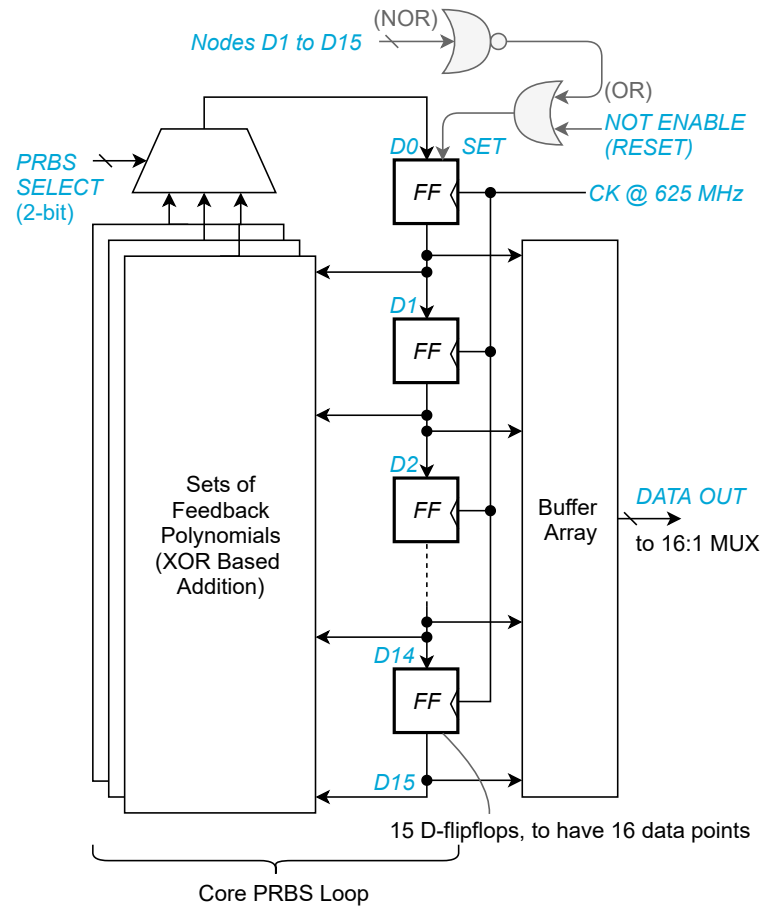 (NOR)
Nodes D1 to D15
(OR)
NOT ENABLE
(RESET)
D0
SET
PRBS
SELECT
(2-bit)
FF
CK @ 625 MHz
D1
FF
D2
FF
Sets of
Feedback
Polynomials
(XOR Based
Addition)
Buffer
Array
DATA OUT
to 16:1 MUX
D14
FF
D15
15 D-flipflops, to have 16 data points
Core PRBS Loop